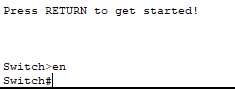 Press RETURN to get started!
Switch>en
Switch#